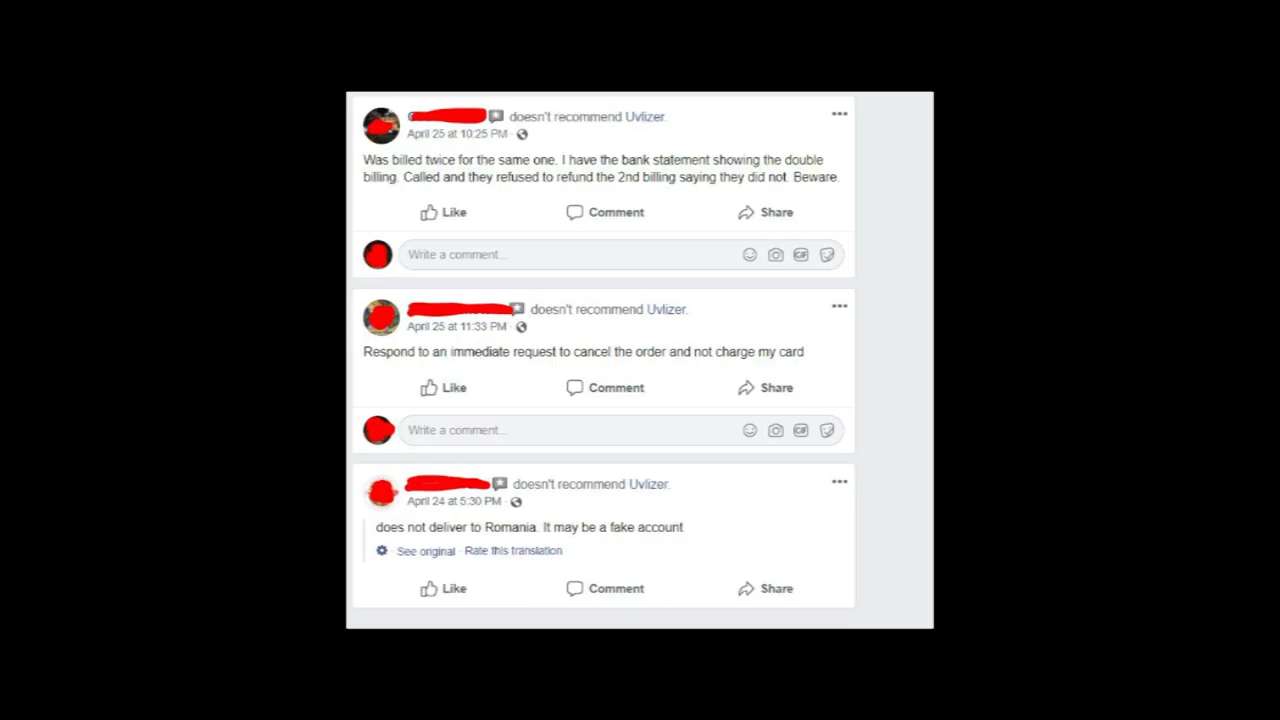 doesn't recommend Uvlizer.
April 25 at 10:25 PM ·
Was billed twice for the same one. I have the bank statement showing the double
billing. Called and they refused to refund the 2nd billing saying they did not. Beware.
Like Comment Share
Write a comment...
GIF
doesn't recommend Uvlizer.
April 25 at 11:33 PM ·
Respond to an immediate request to cancel the order and not charge my card
Like Comment Share
Write a comment...
GIF
doesn't recommend Uvlizer.
April 24 at 5:30 PM ·
does not deliver to Romania. It may be a fake account
· See original · Rate this translation
Like Comment Share